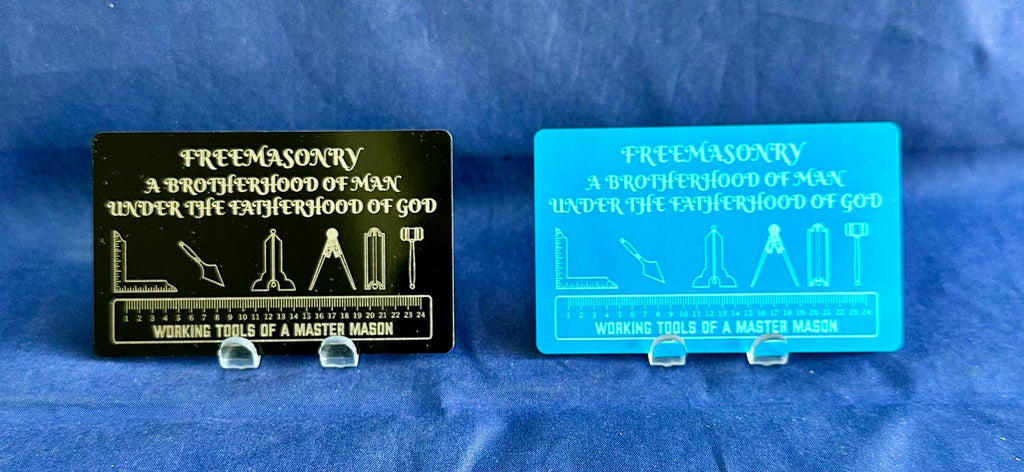 FREEMASONRY
A BROTHERHOOD OF MAN
UNDER THE FATHERHOOD OF GOD
1 2 3 4 5 6 7 8 9 10 11 12 13 14 15 16 17 18 19 20 21 22 23 24
WORKING TOOLS OF A MASTER MASON
FREEMASONRY
A BROTHERHOOD OF MAN
UNDER THE FATHERHOOD OF GOD
1 2 3 4 5 6 7 8 9 10 11 12 13 14 15 16 17 18 19 20 21 22 23 24
WORKING TOOLS OF A MASTER MASON